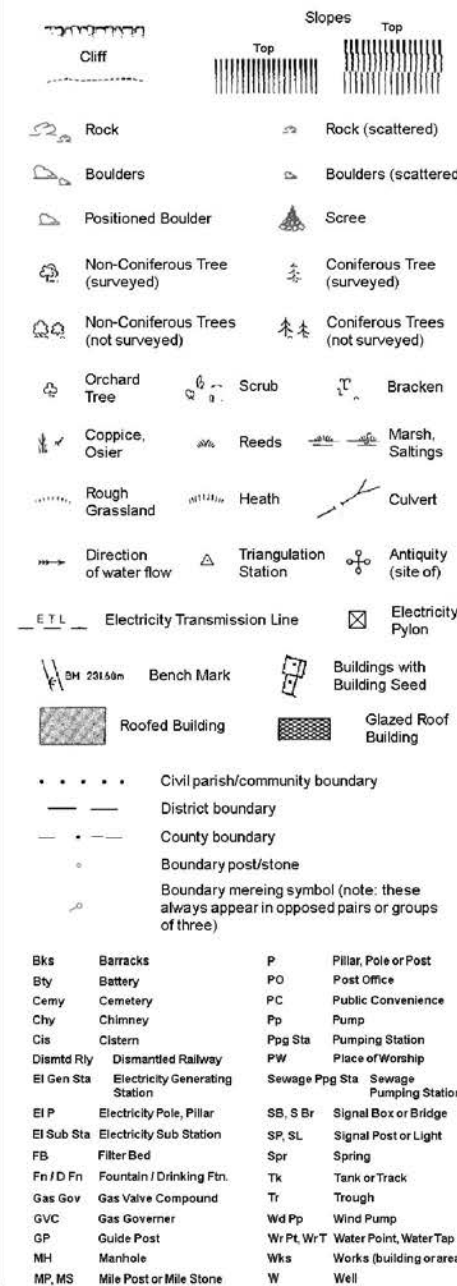 Slopes
Top
Top
Cliff
Rock
Rock (scattered)
Boulders
Boulders (scattered
Positioned Boulder
Scree
Non-Coniferous Tree
(surveyed)
Coniferous Tree
(surveyed)
Non-Coniferous Trees
(not surveyed)
Coniferous Trees
(not surveyed)
Orchard
Tree
Scrub
Bracken
Coppice,
Osier
Reeds
Marsh,
Saltings
Rough
Grassland
Heath
Culvert
Direction
of water flow
Triangulation
Station
Antiquity
(site of)
E T L
Electricity Transmission Line
Electricity
Pylon
BM 231.60m
Bench Mark
Buildings with
Building Seed
Roofed Building
Glazed Roof
Building
Civil parish/community boundary
District boundary
County boundary
Boundary post/stone
Boundary mereing symbol (note: these
always appear in opposed pairs or groups
of three)
Bks Barracks
Bty Battery
Cemy Cemetery
Chy Chimney
Cis Cistern
Dismtd Rly Dismantled Railway
El Gen Sta Electricity Generating
Station
El P Electricity Pole, Pillar
El Sub Sta Electricity Sub Station
FB Filter Bed
Fn / D Fn Fountain / Drinking Ftn.
Gas Gov Gas Valve Compound
GVC Gas Governer
GP Guide Post
MH Manhole
MP, MS Mile Post or Mile Stone
P Pillar, Pole or Post
PO Post Office
PC Public Convenience
Pp Pump
Ppg Sta Pumping Station
PW Place of Worship
Sewage Ppg Sta Sewage
Pumping Station
SB, S Br Signal Box or Bridge
SP, SL Signal Post or Light
Spr Spring
Tk Tank or Track
Tr Trough
Wd Pp Wind Pump
Wr Pt, Wr T Water Point, Water Tap
Wks Works (building or area
W Well